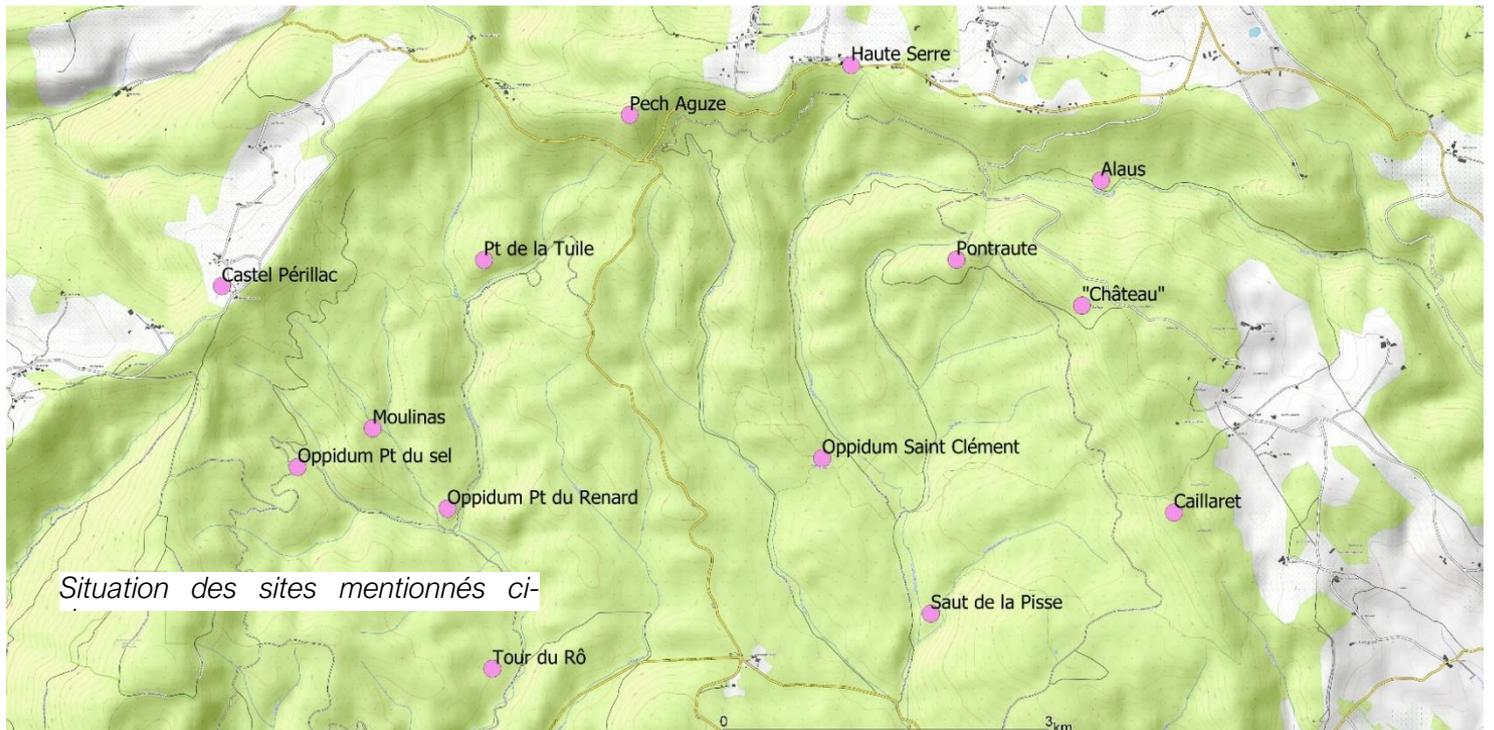 Haute Serre
Pech Aguze
Alaus
Pt de la Tuile
Pontraute
Castel Périllac
"Château"
Moulinas
Oppidum Saint Clément
Oppidum Pt du sel
Oppidum Pt du Renard
Caillaret
Situation des sites mentionnés ci-
Saut de la Pisse
Tour du Rô
0 3 km